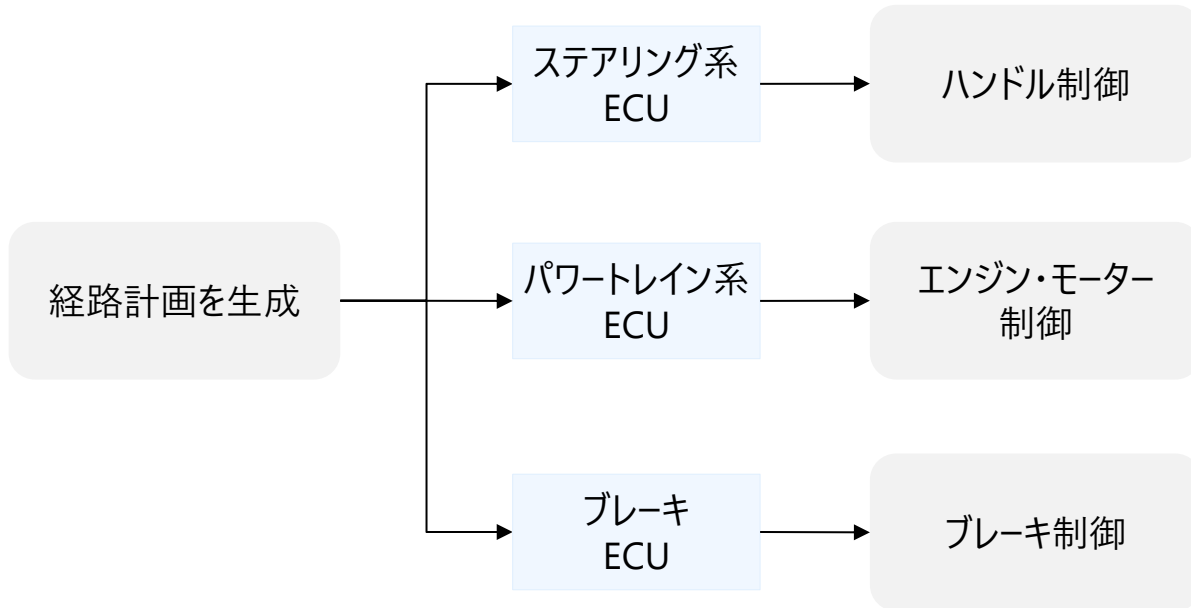 ステアリング系
ECU
ハンドル制御
経路計画を生成
パワートレイン系
ECU
エンジン・モーター
制御
ブレーキ
ECU
ブレーキ制御